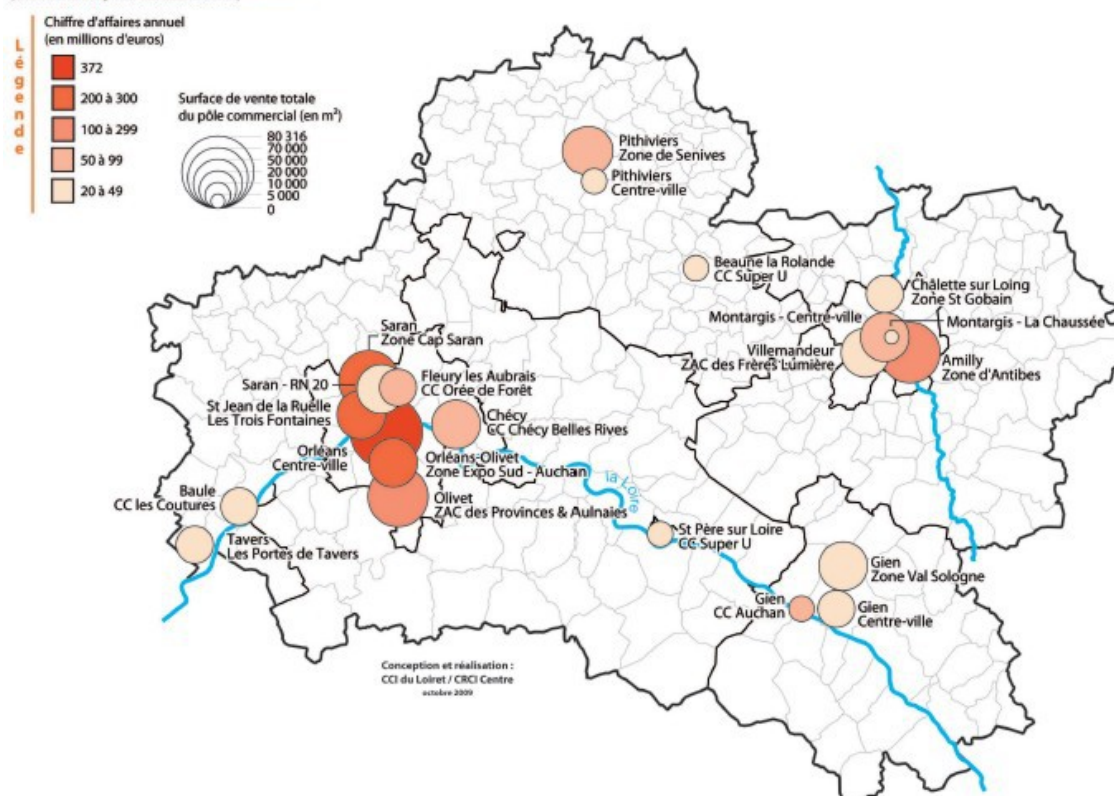 Légende
Chiffre d'affaires annuel
(en millions d'euros)
372
200 à 300
100 à 299
50 à 99
20 à 49
Surface de vente totale
du pôle commercial (en m²)
80 316
70 000
50 000
20 000
10 000
5 000
0
Pithiviers
Zone de Senives
Pithiviers
Centre-ville
Beaune la Rolande
CC Super U
Châlette sur Loing
Zone St Gobain
Montargis - Centre-ville
Montargis - La Chaussée
Villemandeur
ZAC des Frères Lumière
Amilly
Zone d'Antibes
Saran
Zone Cap Saran
Saran - RN 20
Fleury les Aubrais
CC Orée de Forêt
St Jean de la Ruelle
Les Trois Fontaines
Chécy
CC Chécy Belles Rives
Orléans
Centre-ville
Orléans-Olivet
Zone Expo Sud - Auchan
Olivet
ZAC des Provinces & Aulnaies
la Loire
Baule
CC les Coutures
Tavers
Les Portes de Tavers
St Père sur Loire
CC Super U
Gien
Zone Val Sologne
Gien
CC Auchan
Gien
Centre-ville
Conception et réalisation :
CCI du Loiret / CRCI Centre
octobre 2009